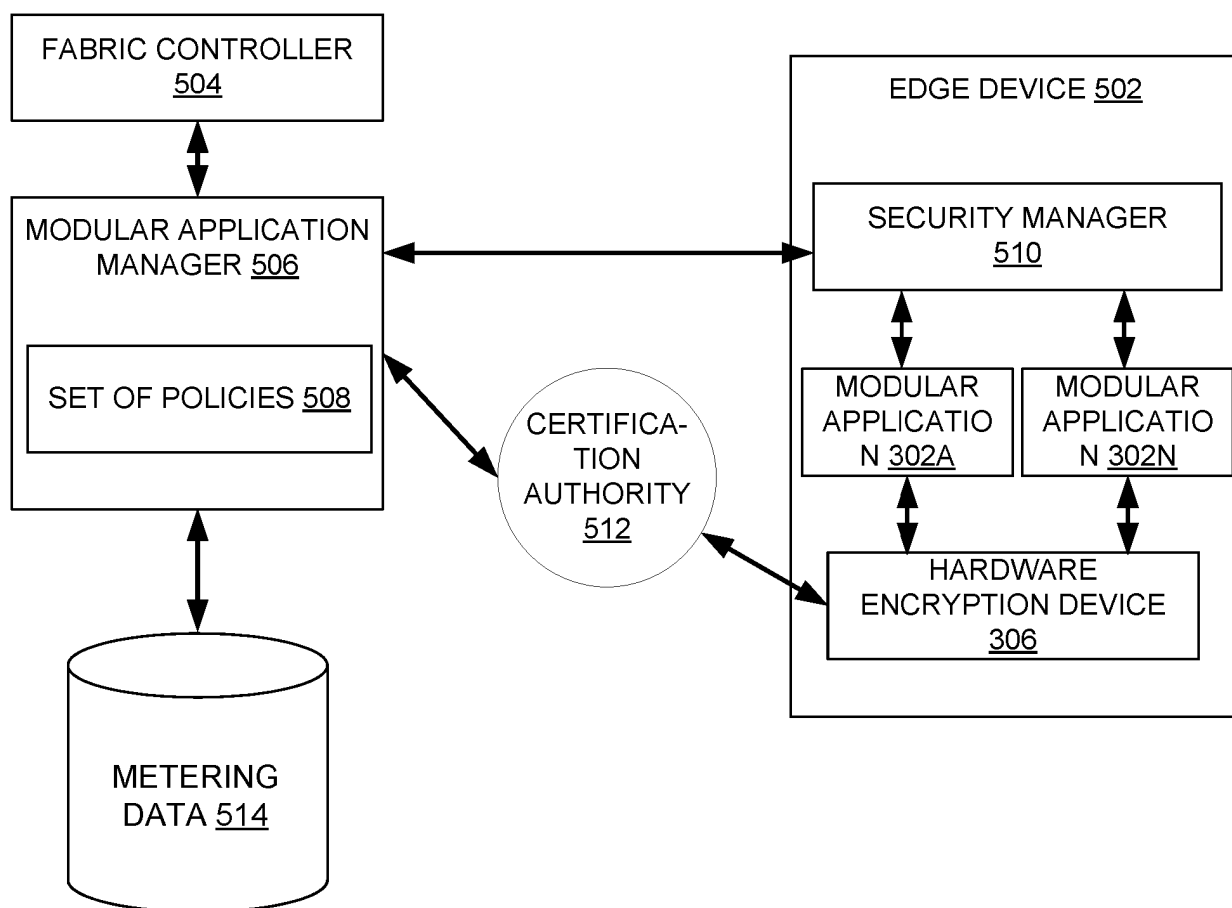 FABRIC CONTROLLER
504
EDGE DEVICE 502
MODULAR APPLICATION
MANAGER 506
SECURITY MANAGER
510
SET OF POLICIES 508
CERTIFICA-
TION
AUTHORITY
512
MODULAR
APPLICATIO
N 302A
MODULAR
APPLICATIO
N 302N
HARDWARE
ENCRYPTION DEVICE
306
METERING
DATA 514